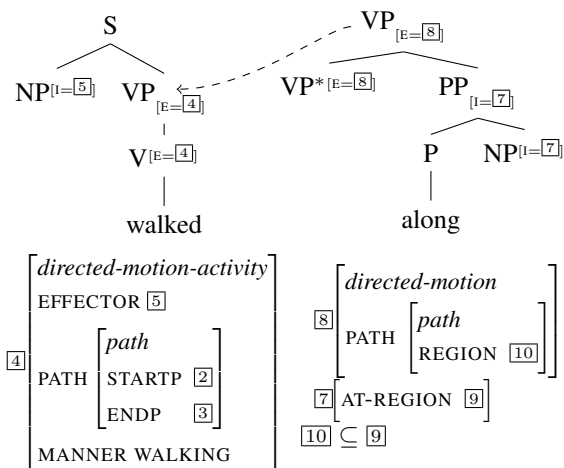 S VP[E=8]
NP[I=5] VP[E=4] VP*[E=8] PP[I=7]
V[E=4] P NP[I=7]
walked along
directed-motion-activity
EFFECTOR 5
4 PATH [path
STARTP 2
ENDP 3]
MANNER WALKING
directed-motion
8 PATH [path
REGION 10]
7 [AT-REGION 9]
10 ⊆ 9